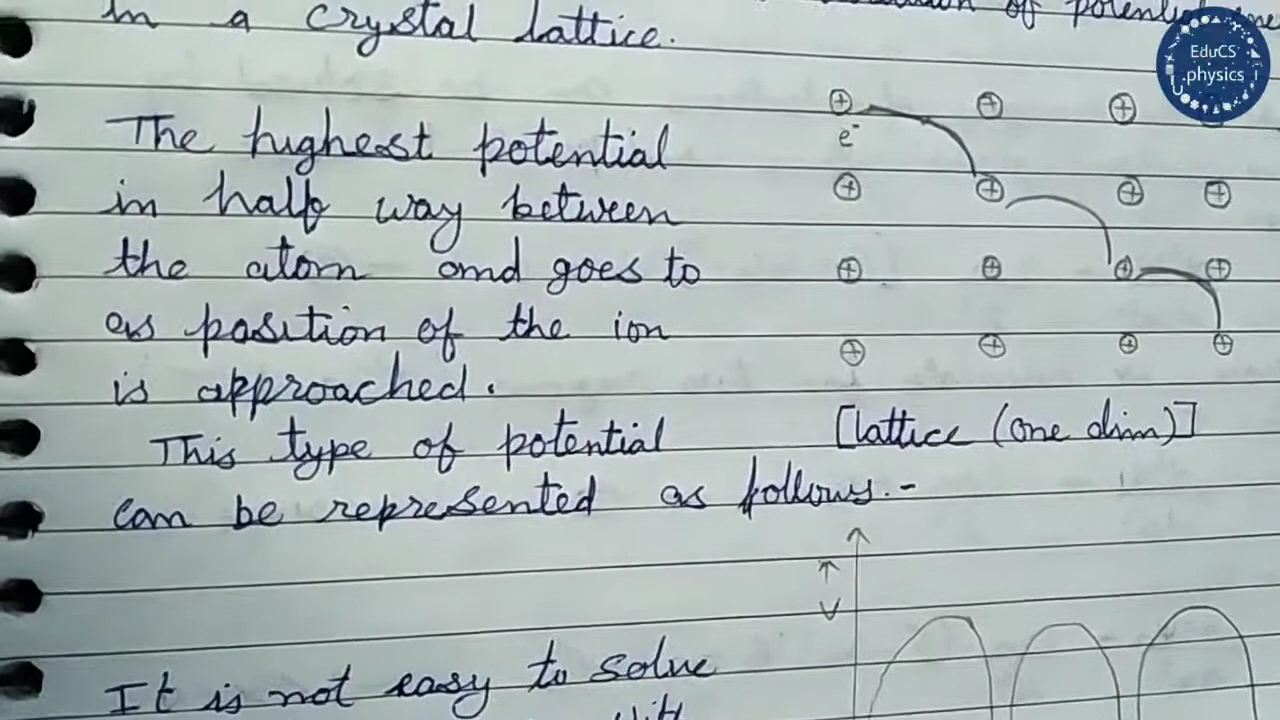 of potential
in a crystal lattice.
EduCS
physics
The highest potential
e-
in half way between
the atom and goes to
as position of the ion
is approached.
This type of potential
[lattice (one dim)]
can be represented as follows.-
It is not easy to solve